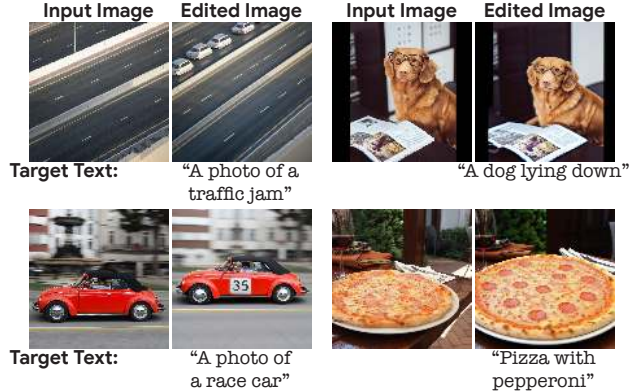 Input Image Edited Image Input Image Edited Image
Target Text: “A photo of a traffic jam” “A dog lying down”
35
Target Text: “A photo of a race car” “Pizza with pepperoni”